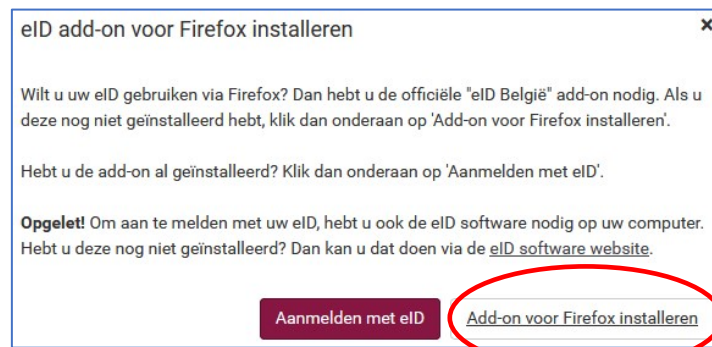 eID add-on voor Firefox installeren
×
Wilt u uw eID gebruiken via Firefox? Dan hebt u de officiële "eID België" add-on nodig. Als u
deze nog niet geïnstalleerd hebt, klik dan onderaan op 'Add-on voor Firefox installeren'.
Hebt u de add-on al geïnstalleerd? Klik dan onderaan op 'Aanmelden met eID'.
Opgelet! Om aan te melden met uw eID, hebt u ook de eID software nodig op uw computer.
Hebt u deze nog niet geïnstalleerd? Dan kan u dat doen via de eID software website.
Aanmelden met eID
Add-on voor Firefox installeren